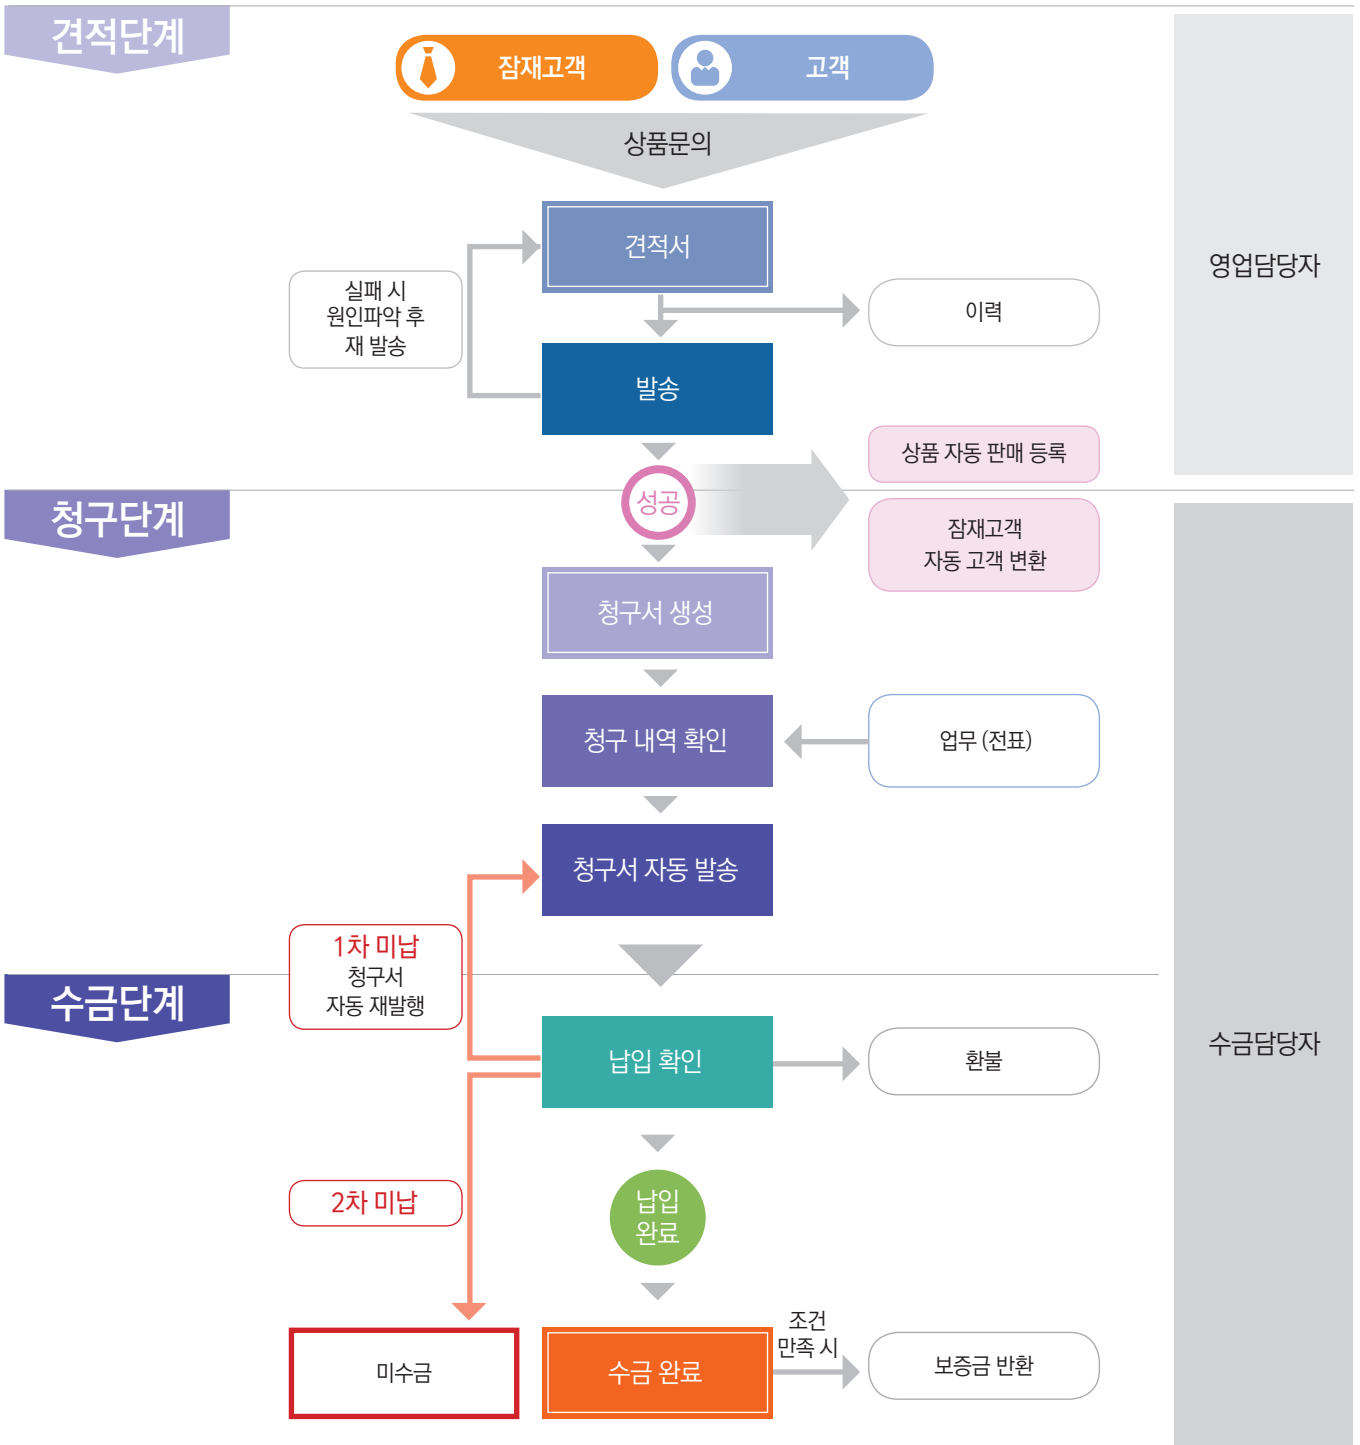 견적단계
잠재고객
고객
상품문의
견적서
영업담당자
실패 시
원인파악 후
재 발송
이력
발송
상품 자동 판매 등록
성공
청구단계
잠재고객
자동 고객 변환
청구서 생성
청구 내역 확인
업무 (전표)
청구서 자동 발송
1차 미납
청구서
자동 재발행
수금단계
납입 확인
환불
수금담당자
2차 미납
납입
완료
조건
만족 시
미수금
수금 완료
보증금 반환